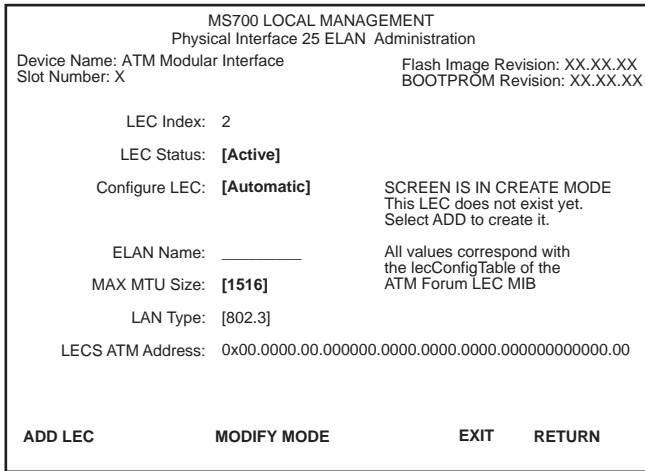 MS700 LOCAL MANAGEMENT
Physical Interface 25 ELAN Administration
Device Name: ATM Modular Interface
Slot Number: X
Flash Image Revision: XX.XX.XX
BOOTPROM Revision: XX.XX.XX
LEC Index: 2
LEC Status: [Active]
Configure LEC: [Automatic]
SCREEN IS IN CREATE MODE
This LEC does not exist yet.
Select ADD to create it.
ELAN Name: _________
MAX MTU Size: [1516]
All values correspond with
the lecConfigTable of the
ATM Forum LEC MIB
LAN Type: [802.3]
LECS ATM Address: 0x00.0000.00.000000.0000.0000.0000.000000000000.00
ADD LEC MODIFY MODE EXIT RETURN